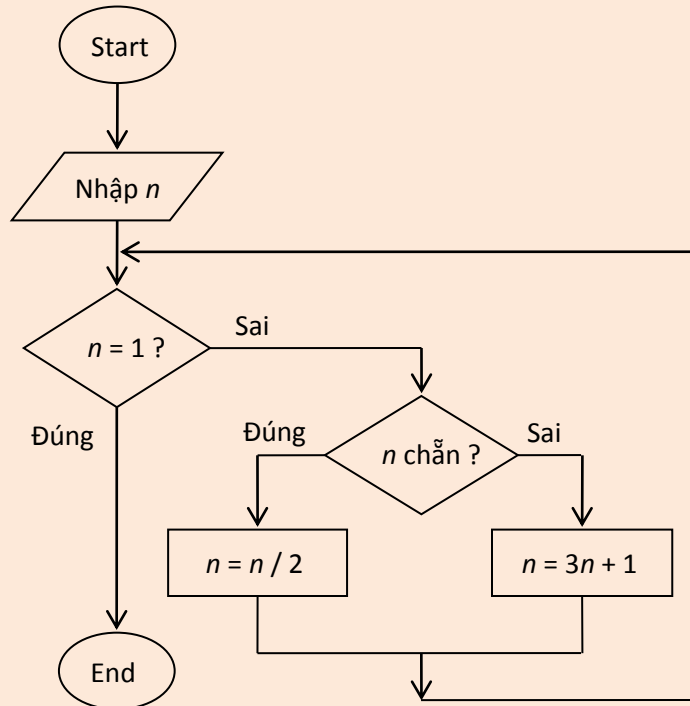 Start
Nhập n
n = 1 ?
Sai
Đúng
Đúng
n chẵn ?
Sai
n = n / 2
n = 3n + 1
End